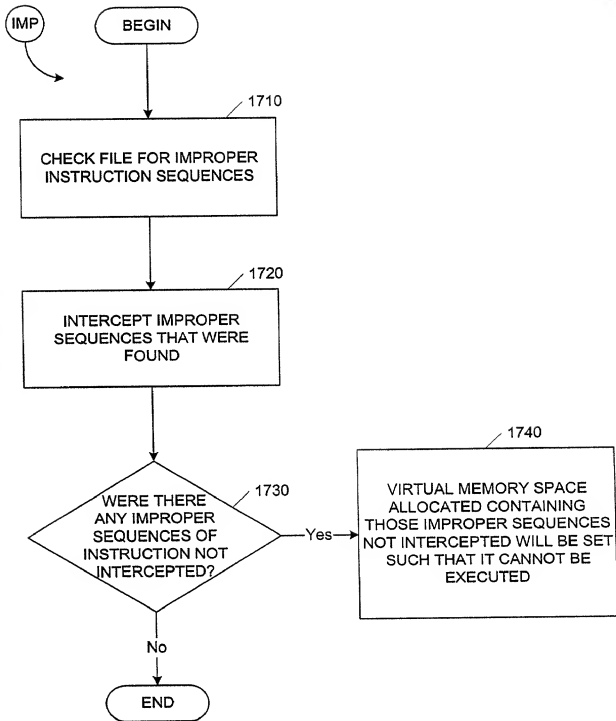 IMP
BEGIN
1710
CHECK FILE FOR IMPROPER
INSTRUCTION SEQUENCES
1720
INTERCEPT IMPROPER
SEQUENCES THAT WERE
FOUND
1730
WERE THERE
ANY IMPROPER
SEQUENCES OF
INSTRUCTION NOT
INTERCEPTED?
Yes
1740
VIRTUAL MEMORY SPACE
ALLOCATED CONTAINING
THOSE IMPROPER SEQUENCES
NOT INTERCEPTED WILL BE SET
SUCH THAT IT CANNOT BE
EXECUTED
No
END